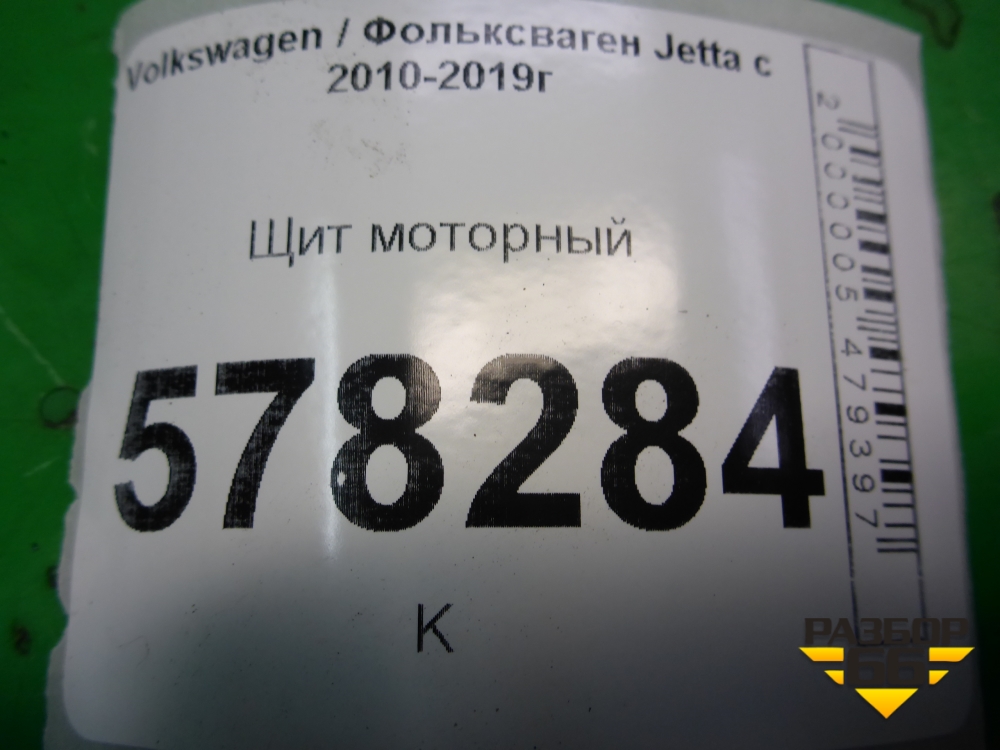 Volkswagen / Фольксваген Jetta с
2010-2019г
Щит моторный
578284
К
2000005479397
РАЗБОР
66